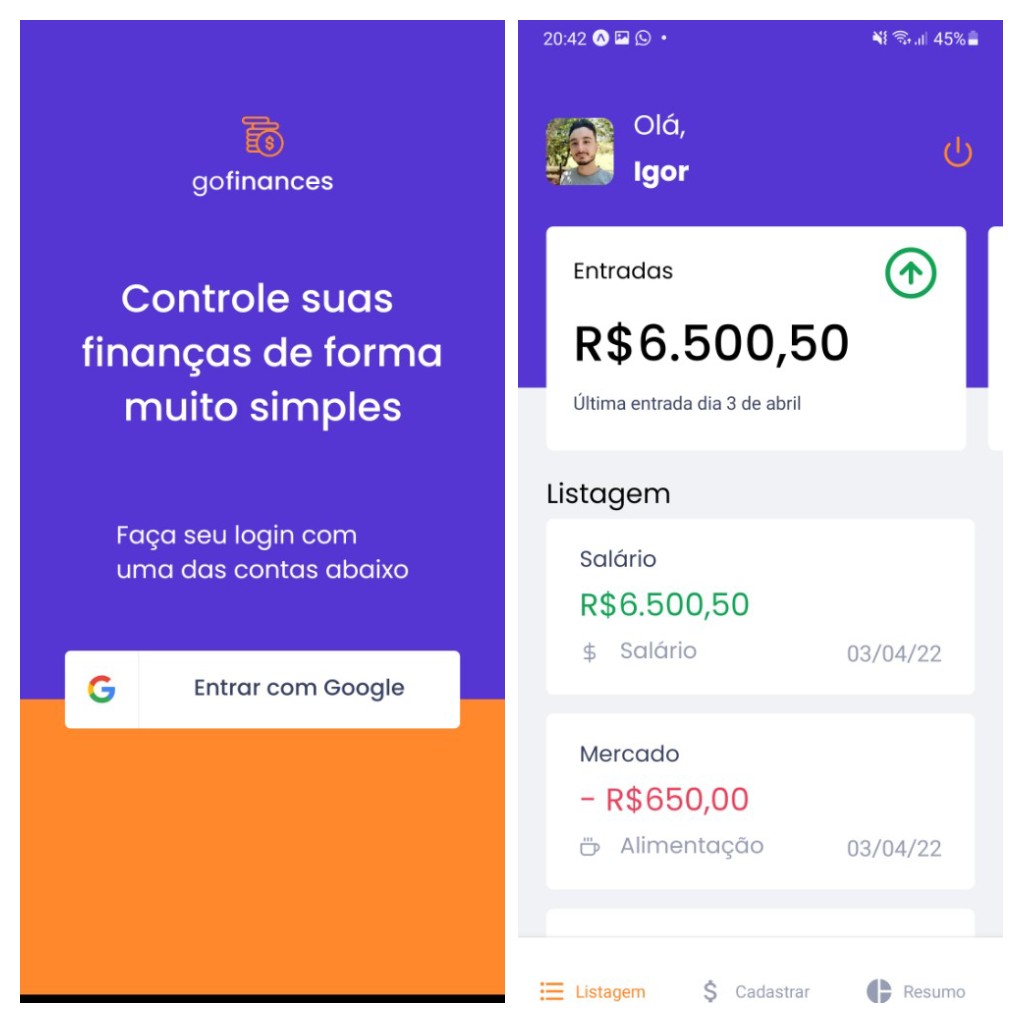 gofinances
Controle suas
finanças de forma
muito simples
Faça seu login com
uma das contas abaixo
Entrar com Google
20:42
45%
Olá,
Igor
Entradas
R$6.500,50
Última entrada dia 3 de abril
Listagem
Salário
R$6.500,50
Salário 03/04/22
Mercado
- R$650,00
Alimentação 03/04/22
Listagem Cadastrar Resumo